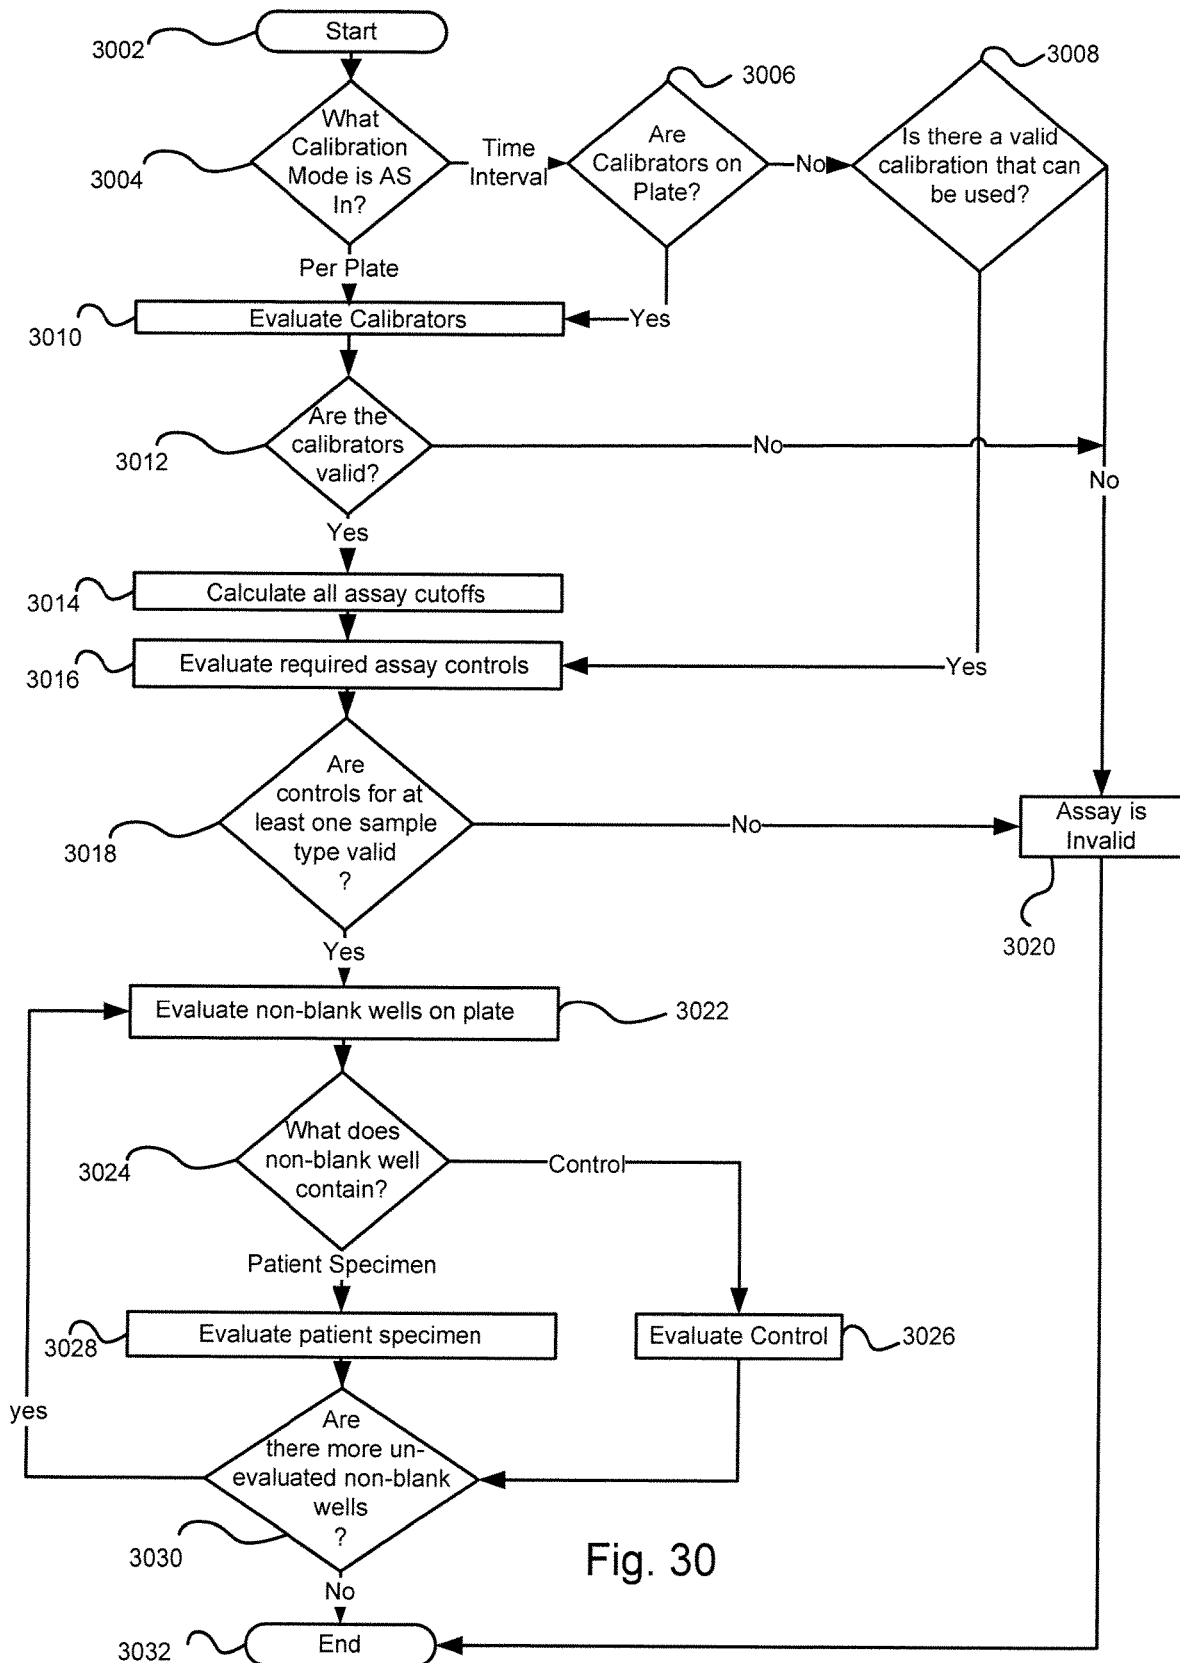 Start
3002
What
Calibration
Mode is AS
In?
3004
Time
Interval
Are
Calibrators on
Plate?
3006
No
Is there a valid
calibration that can
be used?
3008
Per Plate
Yes
Evaluate Calibrators
3010
Are the
calibrators
valid?
3012
No
No
Yes
Calculate all assay cutoffs
3014
Evaluate required assay controls
3016
Yes
Are
controls for at
least one sample
type valid
?
3018
No
Assay is
Invalid
3020
Yes
Evaluate non-blank wells on plate
3022
What does
non-blank well
contain?
3024
Control
Patient Specimen
Evaluate patient specimen
3028
Evaluate Control
3026
yes
Are
there more un-
evaluated non-blank
wells
?
3030
Fig. 30
No
End
3032